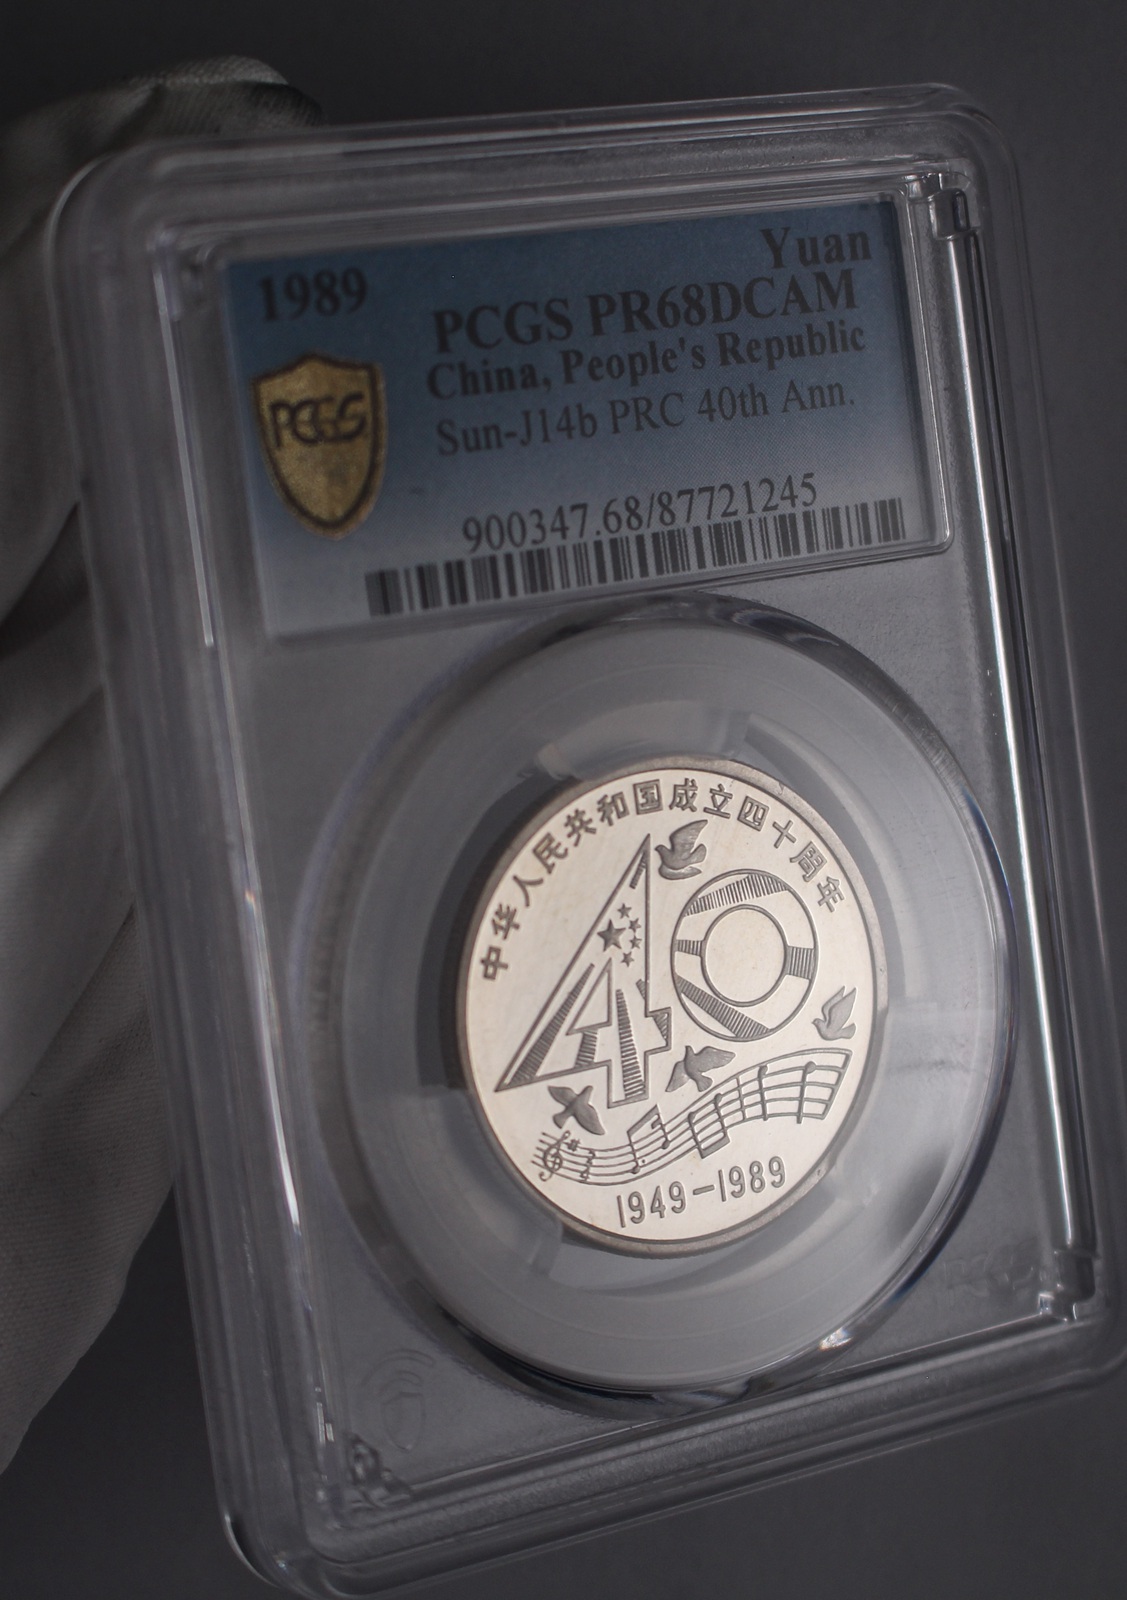 1989
Yuan
PCGS PR68DCAM
China, People's Republic
Sun-J14b PRC 40th Ann.
PCGS
900347.68/87721245
中华人民共和国成立四十周年
40
1949-1989